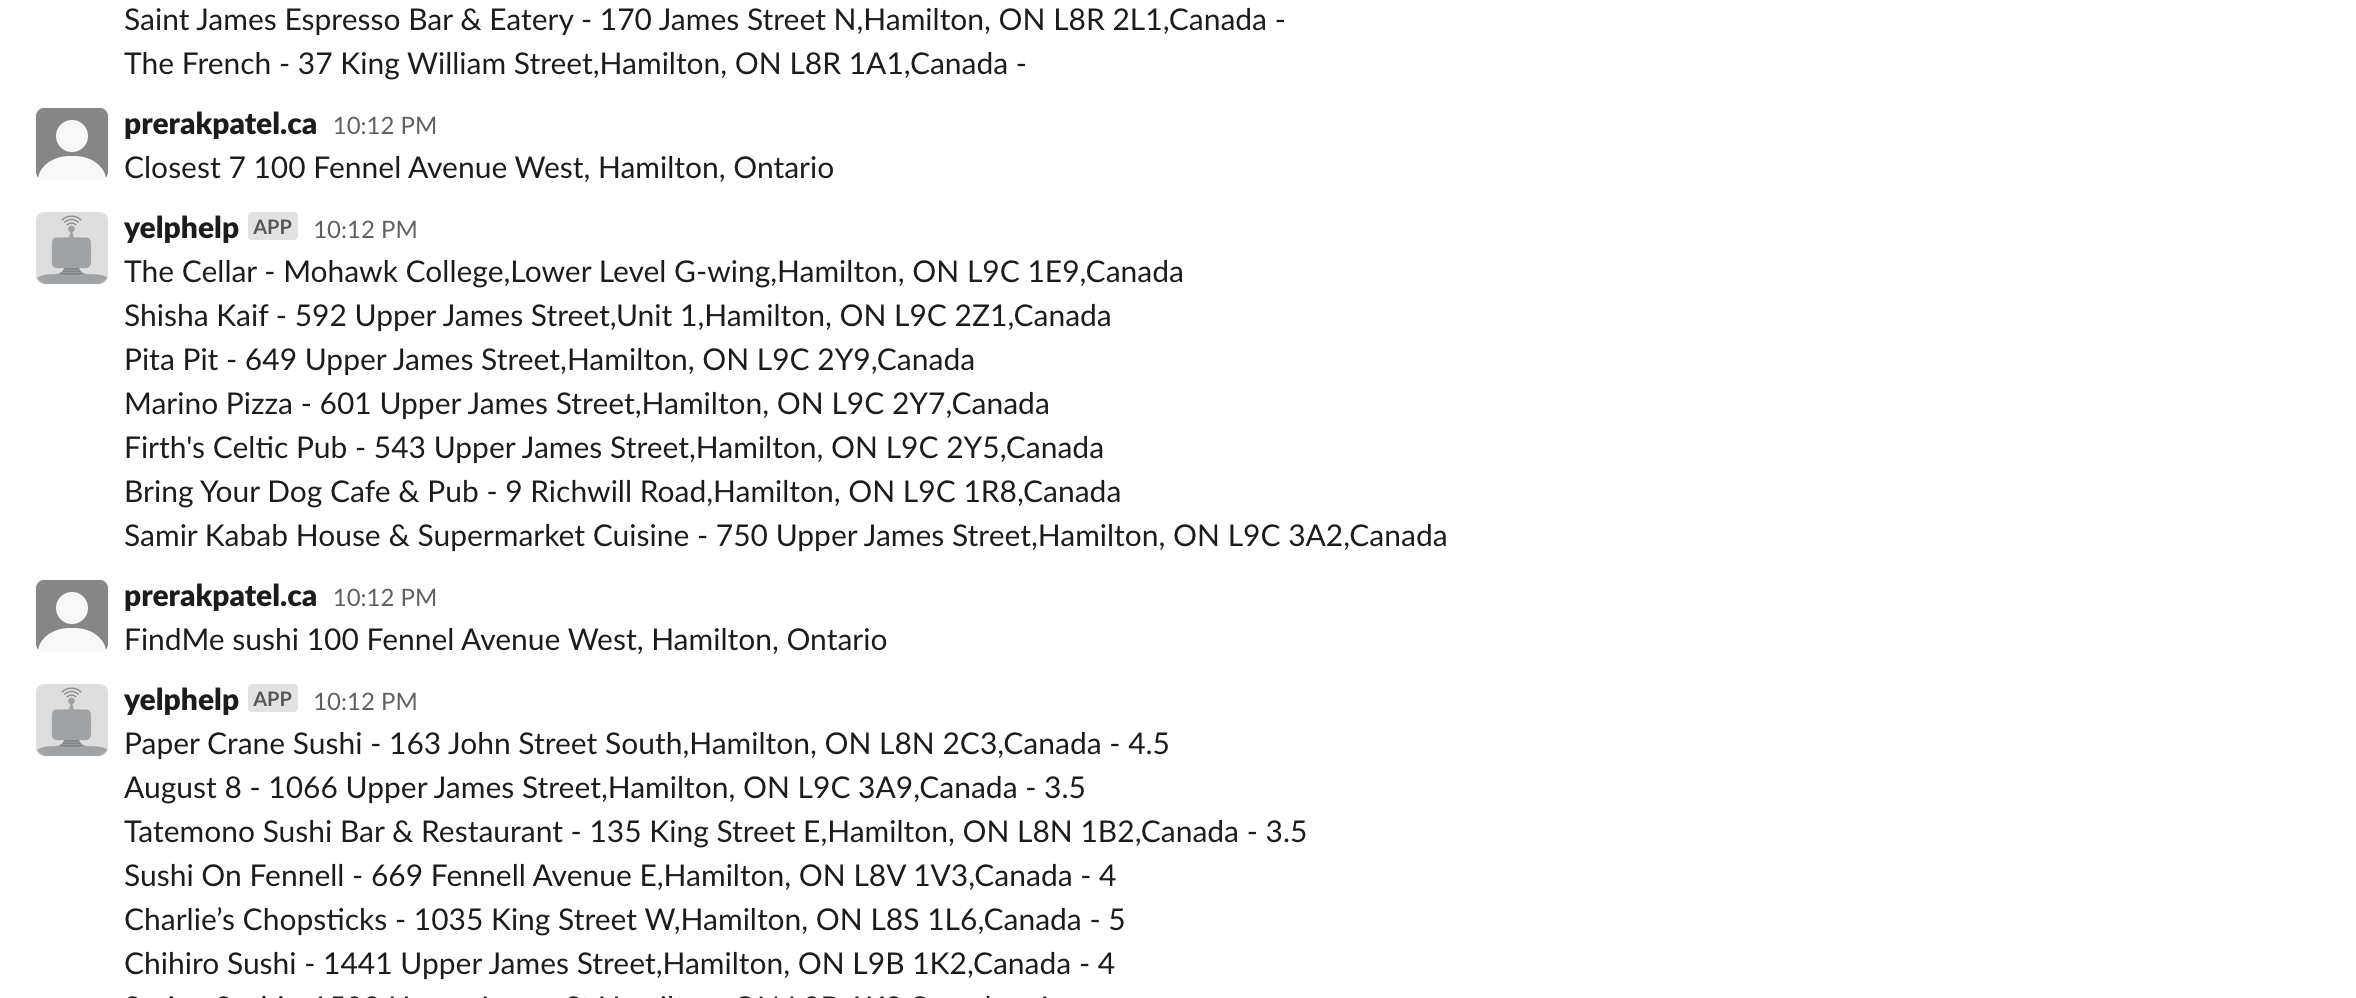 Saint James Espresso Bar & Eatery - 170 James Street N,Hamilton, ON L8R 2L1,Canada -
The French - 37 King William Street,Hamilton, ON L8R 1A1,Canada -
prerakpatel.ca 10:12 PM
Closest 7 100 Fennel Avenue West, Hamilton, Ontario
yelphelp APP 10:12 PM
The Cellar - Mohawk College,Lower Level G-wing,Hamilton, ON L9C 1E9,Canada
Shisha Kaif - 592 Upper James Street,Unit 1,Hamilton, ON L9C 2Z1,Canada
Pita Pit - 649 Upper James Street,Hamilton, ON L9C 2Y9,Canada
Marino Pizza - 601 Upper James Street,Hamilton, ON L9C 2Y7,Canada
Firth's Celtic Pub - 543 Upper James Street,Hamilton, ON L9C 2Y5,Canada
Bring Your Dog Cafe & Pub - 9 Richwill Road,Hamilton, ON L9C 1R8,Canada
Samir Kabab House & Supermarket Cuisine - 750 Upper James Street,Hamilton, ON L9C 3A2,Canada
prerakpatel.ca 10:12 PM
FindMe sushi 100 Fennel Avenue West, Hamilton, Ontario
yelphelp APP 10:12 PM
Paper Crane Sushi - 163 John Street South,Hamilton, ON L8N 2C3,Canada - 4.5
August 8 - 1066 Upper James Street,Hamilton, ON L9C 3A9,Canada - 3.5
Tatemono Sushi Bar & Restaurant - 135 King Street E,Hamilton, ON L8N 1B2,Canada - 3.5
Sushi On Fennell - 669 Fennell Avenue E,Hamilton, ON L8V 1V3,Canada - 4
Charlie’s Chopsticks - 1035 King Street W,Hamilton, ON L8S 1L6,Canada - 5
Chihiro Sushi - 1441 Upper James Street,Hamilton, ON L9B 1K2,Canada - 4